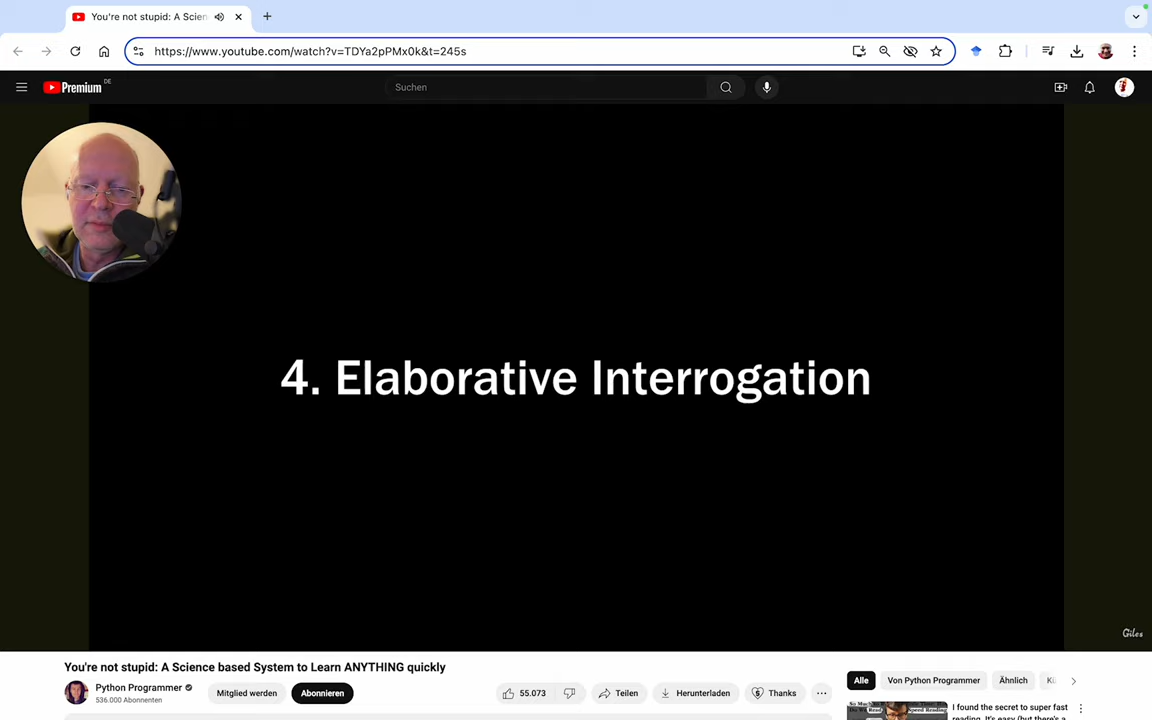 You're not stupid: A Scien
https://www.youtube.com/watch?v=TDYa2pPMx0k&t=245s
Premium DE
Suchen
4. Elaborative Interrogation
Giles
You're not stupid: A Science based System to Learn ANYTHING quickly
Python Programmer
536.000 Abonnenten
Mitglied werden
Abonnieren
55.073
Teilen
Herunterladen
Thanks
Alle
Von Python Programmer
Ähnlich
I found the secret to super fast
reading. It's easy (but there's a